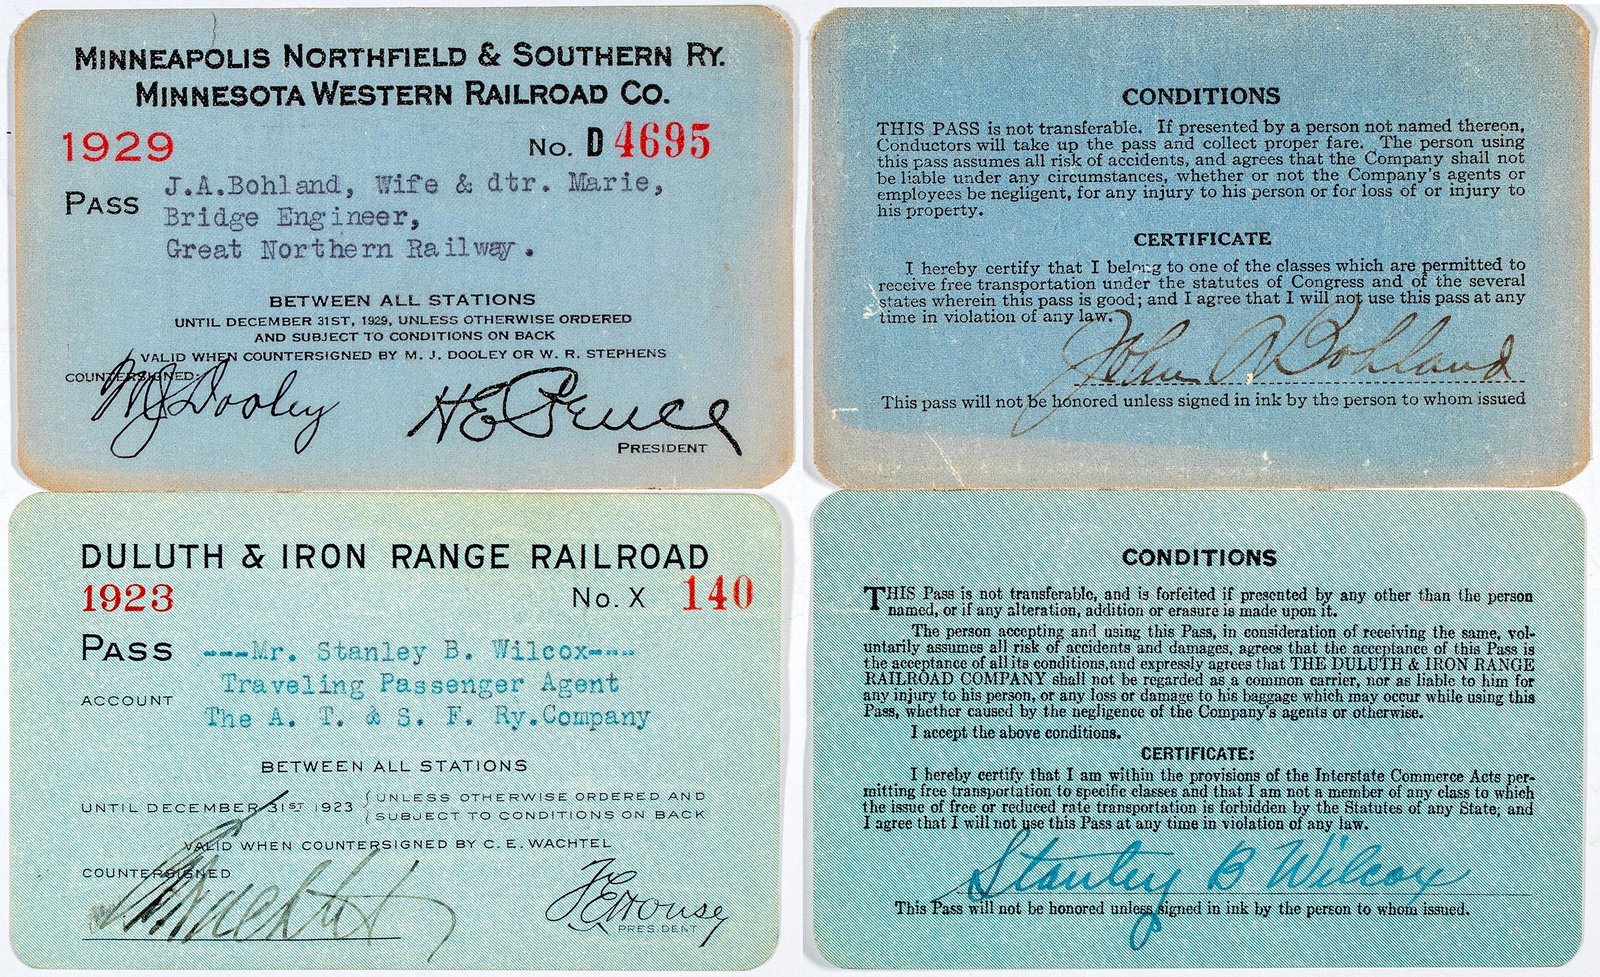 MINNEAPOLIS NORTHFIELD & SOUTHERN RY.
MINNESOTA WESTERN RAILROAD CO.
1929
No. D 4695
PASS
J.A.Bohland, Wife & dtr. Marie,
Bridge Engineer,
Great Northern Railway.
BETWEEN ALL STATIONS
UNTIL DECEMBER 31ST, 1929, UNLESS OTHERWISE ORDERED
AND SUBJECT TO CONDITIONS ON BACK
VALID WHEN COUNTERSIGNED BY M. J. DOOLEY OR W. R. STEPHENS
COUNTERSIGNED:
MJ Dooley
H E Pence
PRESIDENT
CONDITIONS
THIS PASS is not transferable. If presented by a person not named thereon,
Conductors will take up the pass and collect proper fare. The person using
this pass assumes all risk of accidents, and agrees that the Company shall not
be liable under any circumstances, whether or not the Company's agents or
employees be negligent, for any injury to his person or for loss of or injury to
his property.
CERTIFICATE
I hereby certify that I belong to one of the classes which are permitted to
receive free transportation under the statutes of Congress and of the several
states wherein this pass is good; and I agree that I will not use this pass at any
time in violation of any law.
John A Bohland
This pass will not be honored unless signed in ink by the person to whom issued
DULUTH & IRON RANGE RAILROAD
1923
No. X 140
PASS
----Mr. Stanley B. Wilcox----
Traveling Passenger Agent
ACCOUNT
The A. T. & S. F. Ry.Company
BETWEEN ALL STATIONS
UNTIL DECEMBER 31ST 1923 { UNLESS OTHERWISE ORDERED AND
SUBJECT TO CONDITIONS ON BACK
VALID WHEN COUNTERSIGNED BY C. E. WACHTEL
COUNTERSIGNED
CE Wachtel
F E House
PRESIDENT
CONDITIONS
THIS Pass is not transferable, and is forfeited if presented by any other than the person
named, or if any alteration, addition or erasure is made upon it.
The person accepting and using this Pass, in consideration of receiving the same, vol-
untarily assumes all risk of accidents and damages, agrees that the acceptance of this Pass is
the acceptance of all its conditions,and expressly agrees that THE DULUTH & IRON RANGE
RAILROAD COMPANY shall not be regarded as a common carrier, nor as liable to him for
any injury to his person, or any loss or damage to his baggage which may occur while using this
Pass, whether caused by the negligence of the Company's agents or otherwise.
I accept the above conditions.
CERTIFICATE:
I hereby certify that I am within the provisions of the Interstate Commerce Acts per-
mitting free transportation to specific classes and that I am not a member of any class to which
the issue of free or reduced rate transportation is forbidden by the Statutes of any State; and
I agree that I will not use this Pass at any time in violation of any law.
Stanley B Wilcox
This Pass will not be honored unless signed in ink by the person to whom issued.